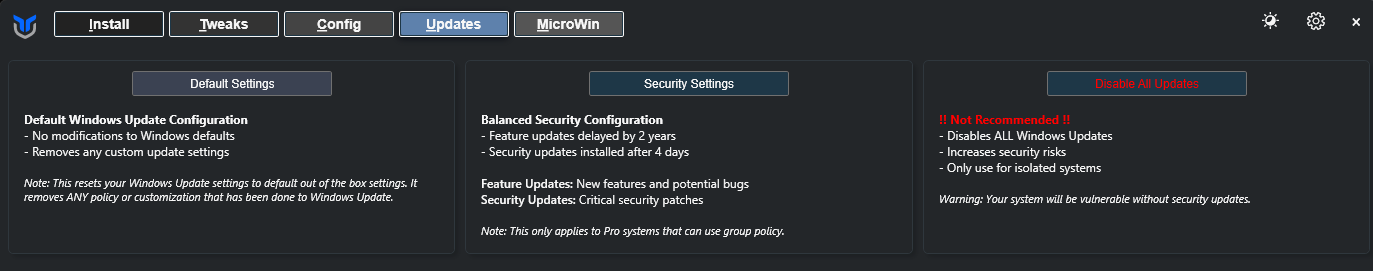 Install
Tweaks
Config
Updates
MicroWin
Default Settings
Default Windows Update Configuration
- No modifications to Windows defaults
- Removes any custom update settings
Note: This resets your Windows Update settings to default out of the box settings. It
removes ANY policy or customization that has been done to Windows Update.
Security Settings
Balanced Security Configuration
- Feature updates delayed by 2 years
- Security updates installed after 4 days
Feature Updates: New features and potential bugs
Security Updates: Critical security patches
Note: This only applies to Pro systems that can use group policy.
Disable All Updates
!! Not Recommended !!
- Disables ALL Windows Updates
- Increases security risks
- Only use for isolated systems
Warning: Your system will be vulnerable without security updates.